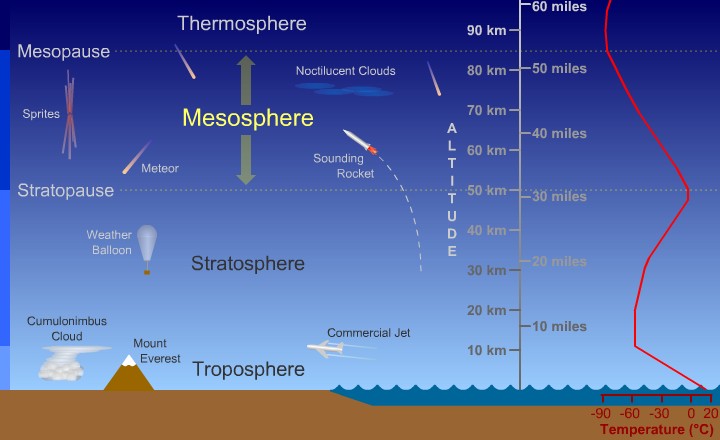 60 miles
Thermosphere
90 km
Mesopause
Noctilucent Clouds
80 km
50 miles
Sprites
Mesosphere
70 km
ALTITUDE
40 miles
Meteor
Sounding
Rocket
60 km
Stratopause
50 km
30 miles
Weather
Balloon
40 km
Stratosphere
30 km
20 miles
Cumulonimbus
Cloud
20 km
10 miles
Mount
Everest
Commercial Jet
10 km
Troposphere
-90 -60 -30 0 20
Temperature (°C)